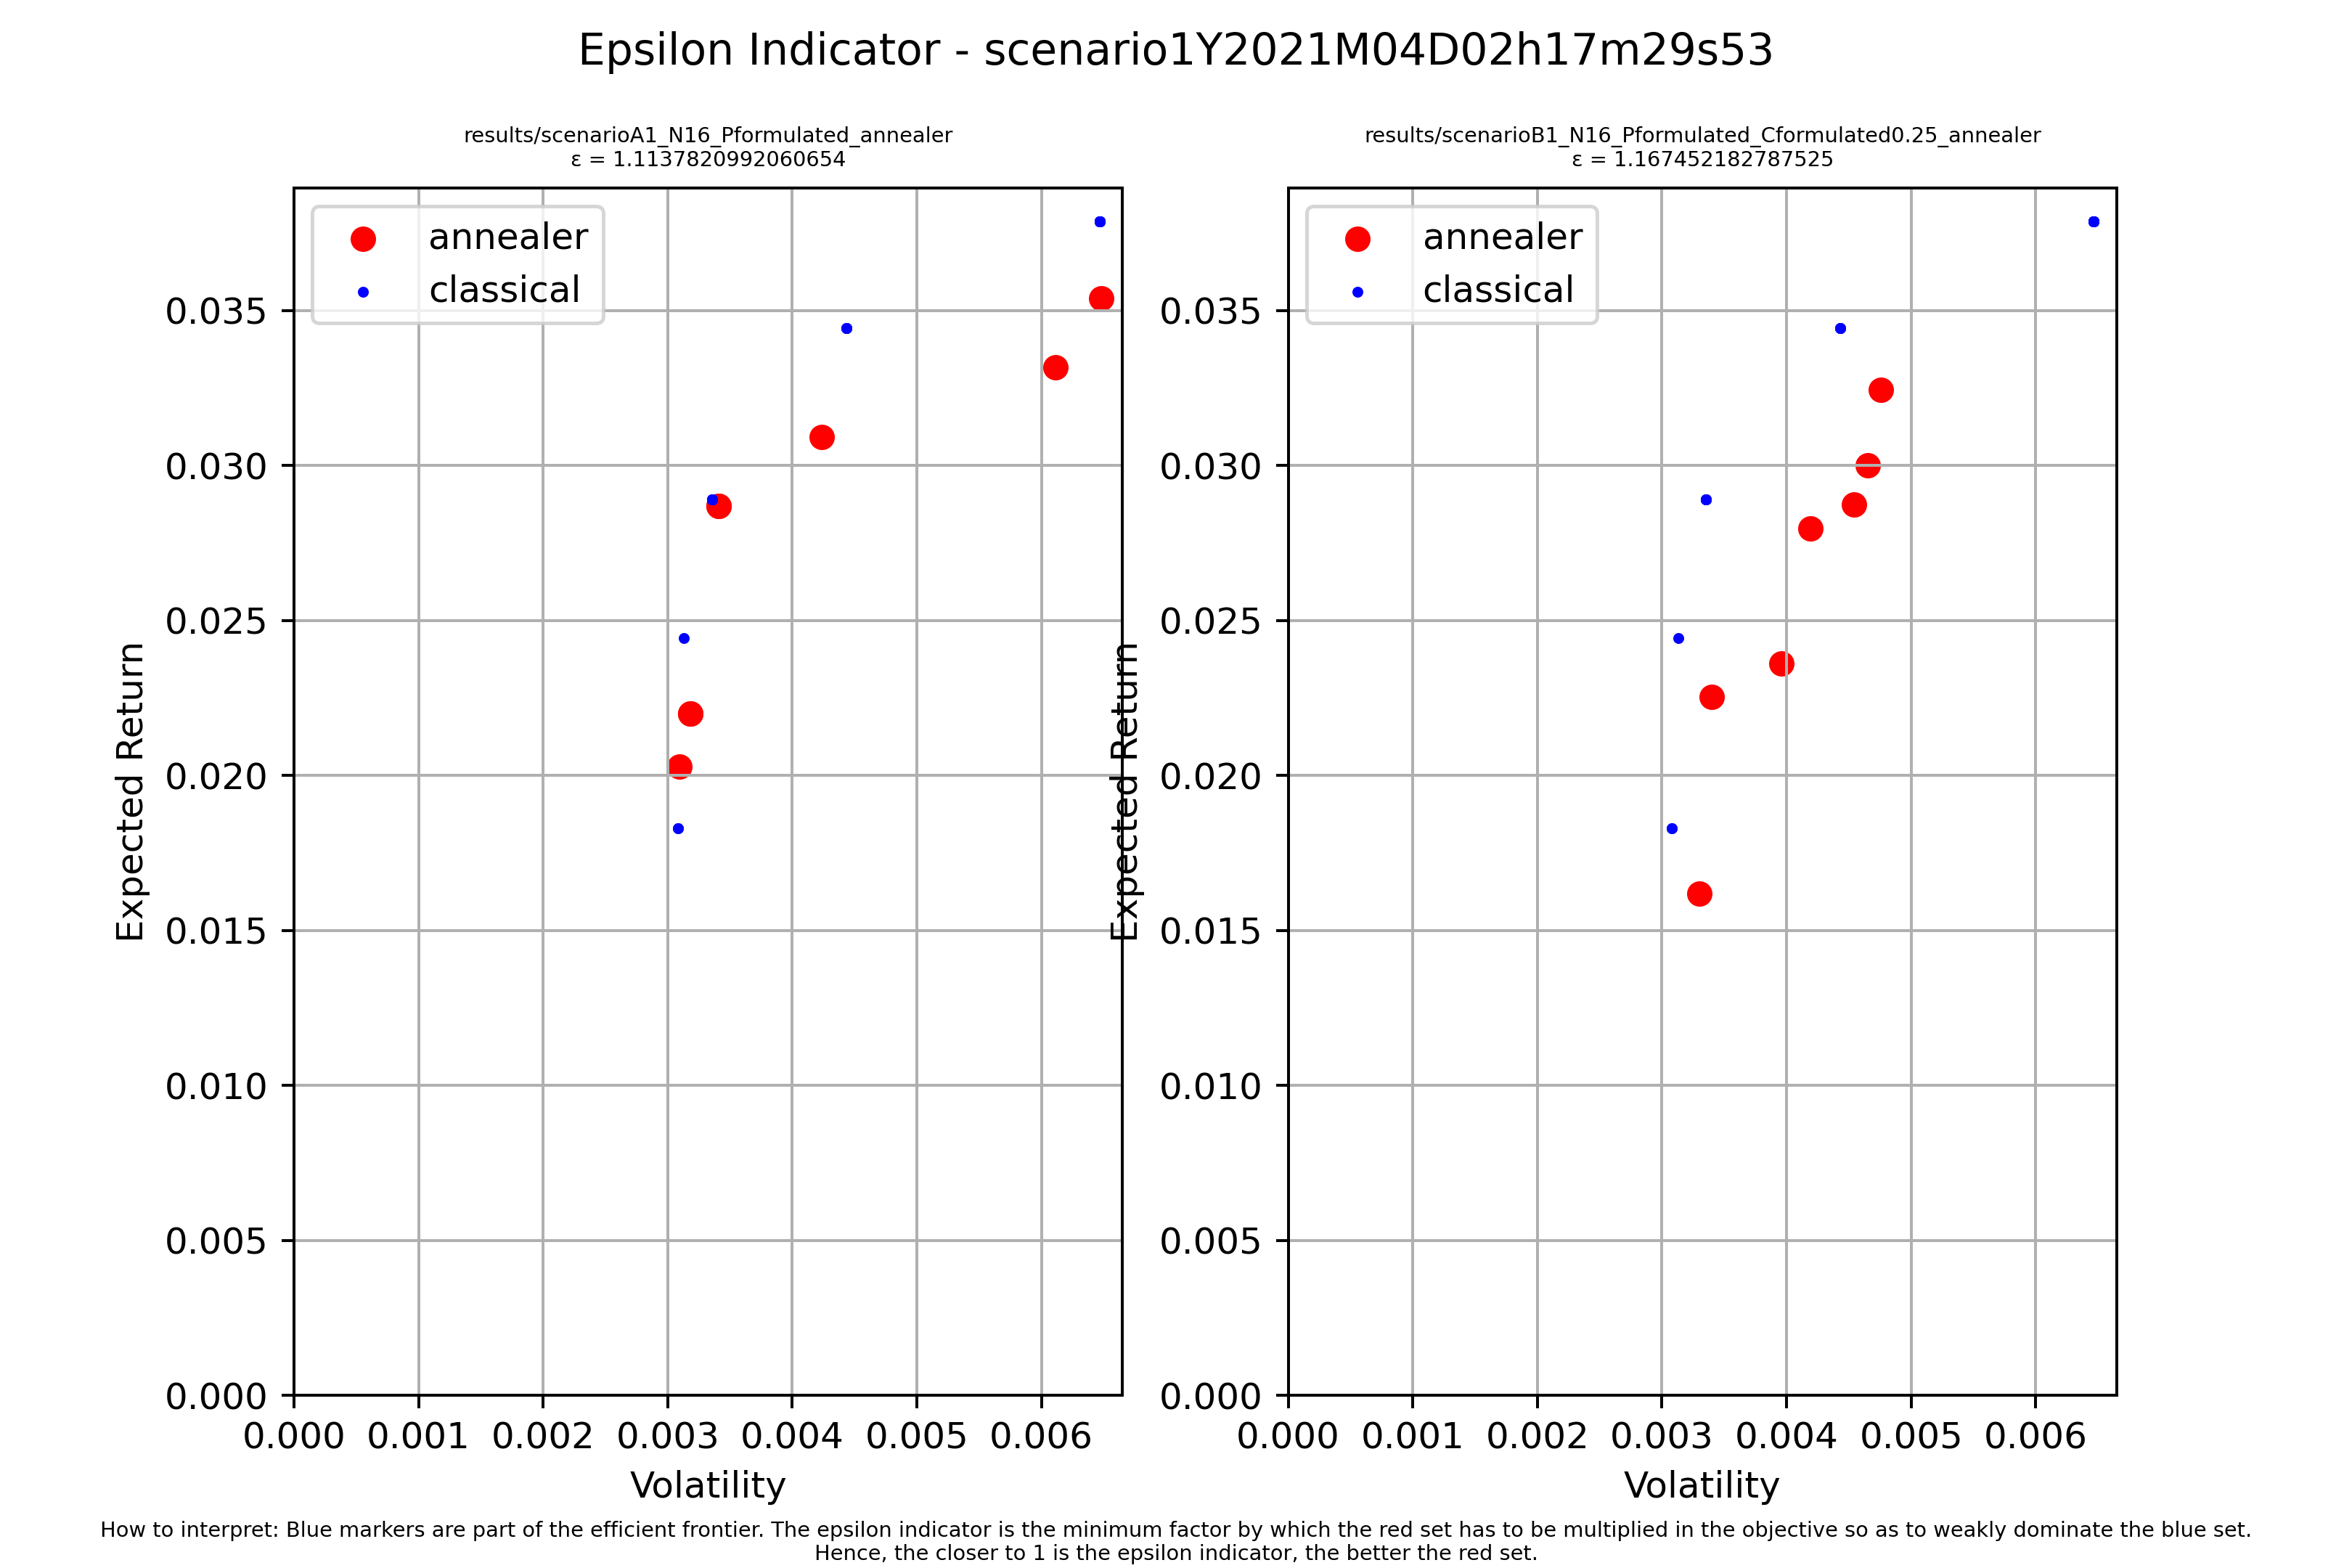 Epsilon Indicator - scenario1Y2021M04D02h17m29s53
results/scenarioA1_N16_Pformulated_annealer
ε = 1.1137820992060654
annealer
classical
0.035
0.030
0.025
0.020
0.015
0.010
0.005
0.000
Expected Return
0.000 0.001 0.002 0.003 0.004 0.005 0.006
Volatility
results/scenarioB1_N16_Pformulated_Cformulated0.25_annealer
ε = 1.167452182787525
annealer
classical
0.035
0.030
0.025
0.020
0.015
0.010
0.005
0.000
Expected Return
0.000 0.001 0.002 0.003 0.004 0.005 0.006
Volatility
How to interpret: Blue markers are part of the efficient frontier. The epsilon indicator is the minimum factor by which the red set has to be multiplied in the objective so as to weakly dominate the blue set.
Hence, the closer to 1 is the epsilon indicator, the better the red set.